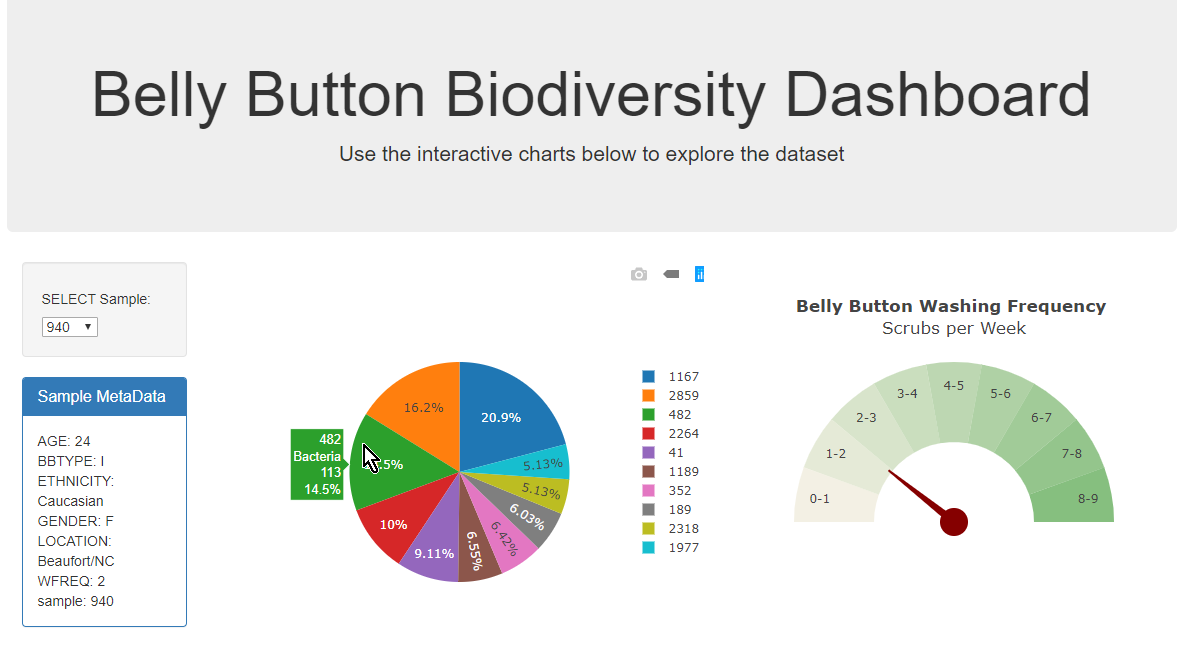 Belly Button Biodiversity Dashboard
Use the interactive charts below to explore the dataset
SELECT Sample:
940
Sample MetaData
AGE: 24
BBTYPE: I
ETHNICITY:
Caucasian
GENDER: F
LOCATION:
Beaufort/NC
WFREQ: 2
sample: 940
20.9%
16.2%
.5%
10%
9.11%
6.55%
6.42%
6.03%
5.13%
5.13%
482
Bacteria
113
14.5%
1167
2859
482
2264
41
1189
352
189
2318
1977
Belly Button Washing Frequency
Scrubs per Week
0-1
1-2
2-3
3-4
4-5
5-6
6-7
7-8
8-9